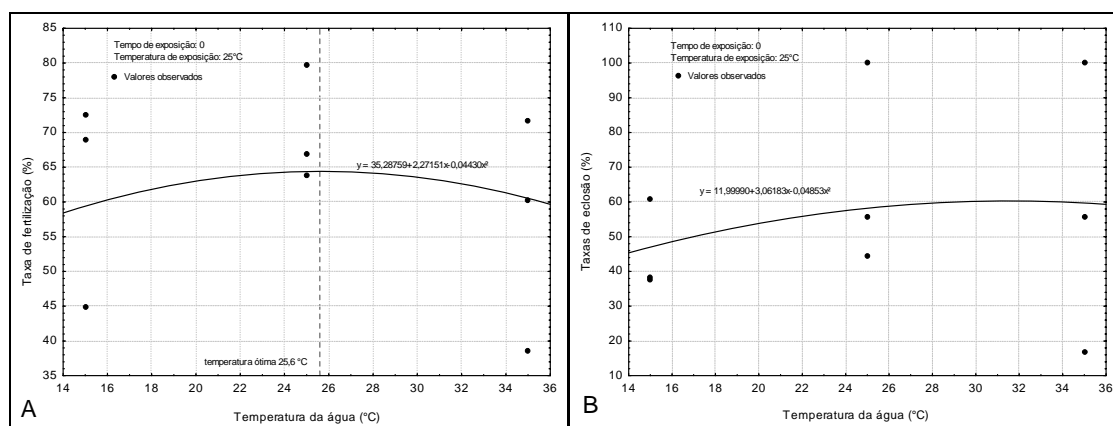 Tempo de exposição: 0
Temperatura de exposição: 25°C
Valores observados
y = 35,28759+2,27151x-0,04430x²
temperatura ótima 25,6 °C
Taxa de fertilização (%)
85
80
75
70
65
60
55
50
45
40
35
14 16 18 20 22 24 26 28 30 32 34 36
Temperatura da água (°C)
A
Tempo de exposição: 0
Temperatura de exposição: 25°C
Valores observados
y = 11,99990+3,06183x-0,04853x²
Taxas de eclosão (%)
110
100
90
80
70
60
50
40
30
20
10
14 16 18 20 22 24 26 28 30 32 34 36
Temperatura da água (°C)
B